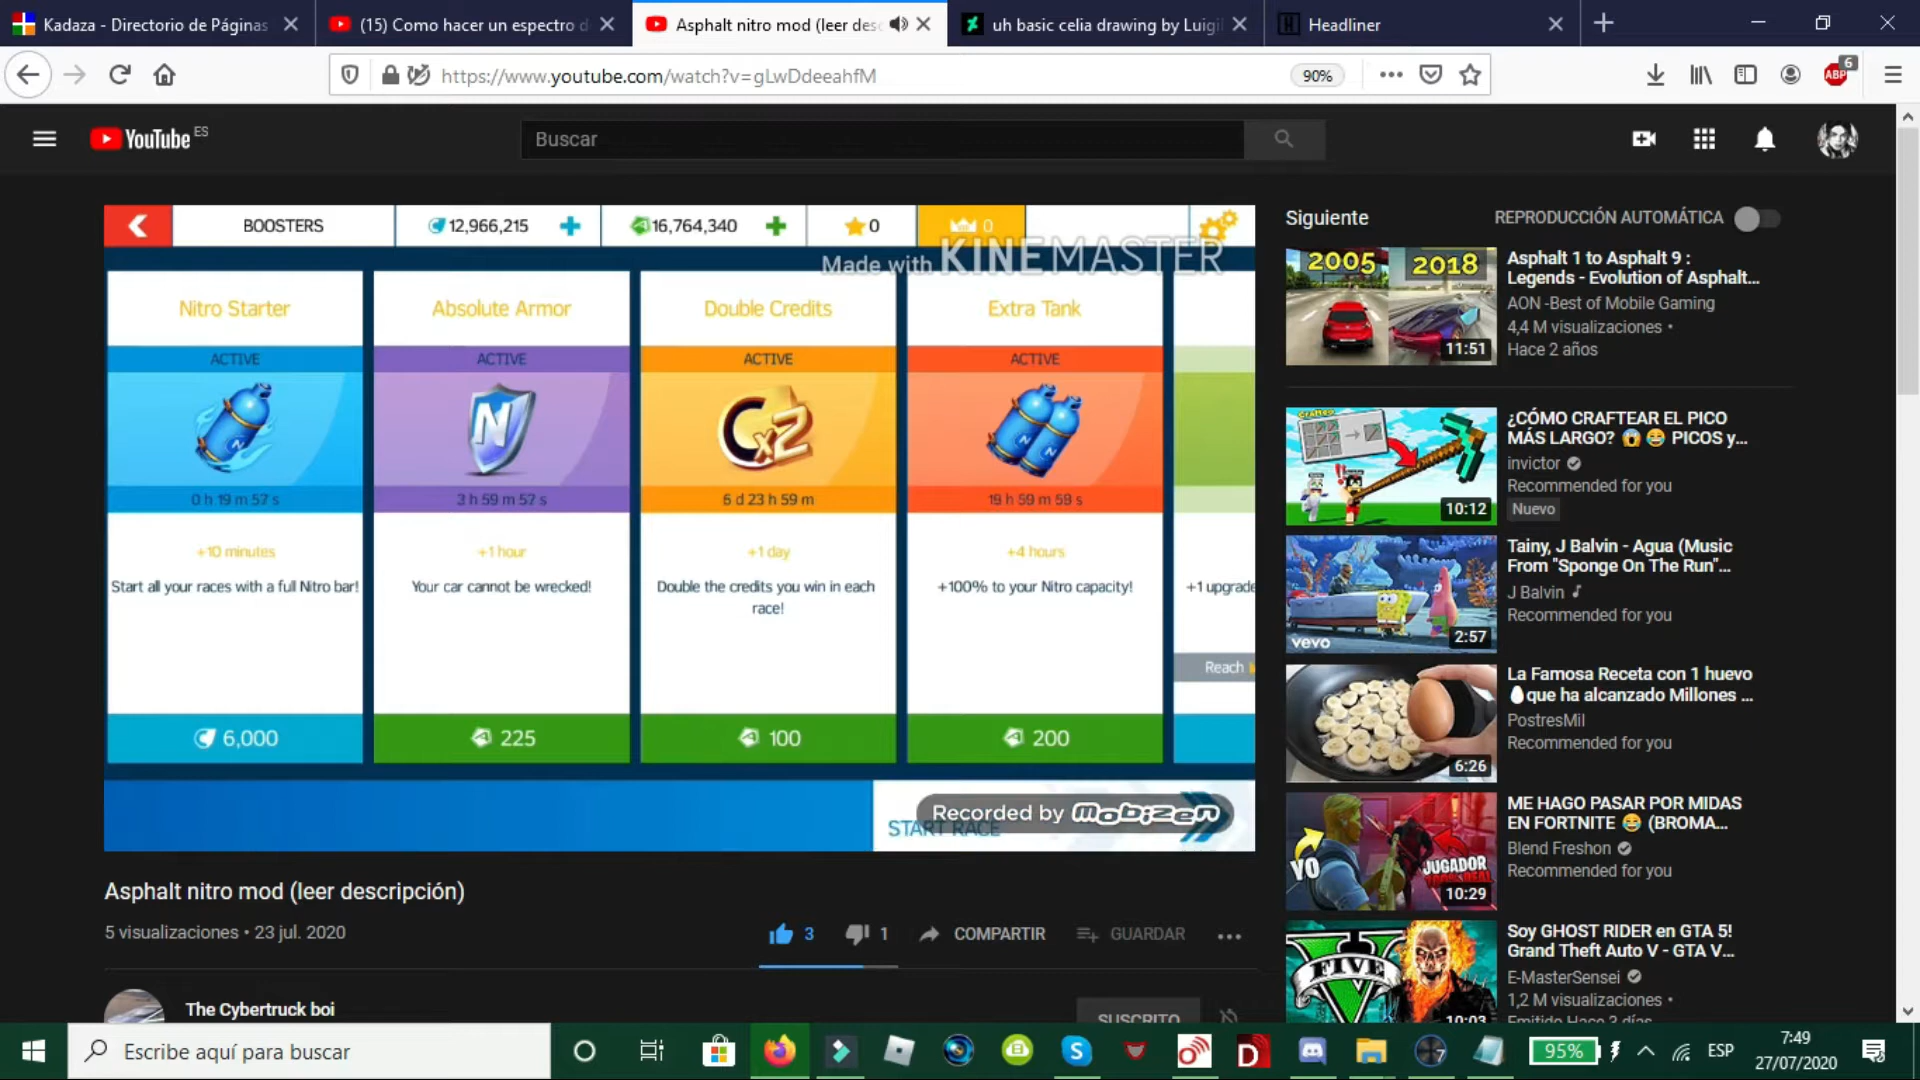 Kadaza - Directorio de Páginas
(15) Como hacer un espectro d
Asphalt nitro mod (leer desc
uh basic celia drawing by Luigi
Headliner
https://www.youtube.com/watch?v=gLwDdeeahfM
90%
ABP
6
YouTube ES
Buscar
BOOSTERS
12,966,215
16,764,340
0
0
Made with KINEMASTER
Nitro Starter
ACTIVE
0 h 19 m 57 s
+10 minutes
Start all your races with a full Nitro bar!
6,000
Absolute Armor
ACTIVE
N
3 h 59 m 57 s
+1 hour
Your car cannot be wrecked!
225
Double Credits
ACTIVE
Cx2
6 d 23 h 59 m
+1 day
Double the credits you win in each
race!
100
Extra Tank
ACTIVE
19 h 59 m 58 s
+4 hours
+100% to your Nitro capacity!
200
+1 upgrade
Reach
START RACE
Recorded by mobizen
Asphalt nitro mod (leer descripción)
5 visualizaciones • 23 jul. 2020
3
1
COMPARTIR
GUARDAR
The Cybertruck boi
SUSCRITO
Siguiente
REPRODUCCIÓN AUTOMÁTICA
2005
2018
11:51
Asphalt 1 to Asphalt 9 :
Legends - Evolution of Asphalt...
AON -Best of Mobile Gaming
4,4 M visualizaciones •
Hace 2 años
10:12
¿CÓMO CRAFTEAR EL PICO
MÁS LARGO? 😱 😂 PICOS y...
invictor
Recommended for you
Nuevo
vevo
2:57
Tainy, J Balvin - Agua (Music
From "Sponge On The Run"...
J Balvin
Recommended for you
6:26
La Famosa Receta con 1 huevo
🥚que ha alcanzado Millones ...
PostresMil
Recommended for you
YO
JUGADOR
10:29
ME HAGO PASAR POR MIDAS
EN FORTNITE 😂 (BROMA...
Blend Freshon
Recommended for you
FIVE
10:03
Soy GHOST RIDER en GTA 5!
Grand Theft Auto V - GTA V...
E-MasterSensei
1,2 M visualizaciones •
Emitido Hace 3 días
Escribe aquí para buscar
95%
ESP
7:49
27/07/2020